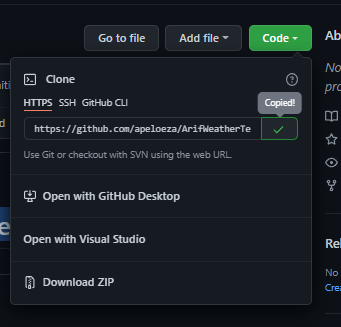 Go to file
Add file
Code
Ab
No
pro
Clone
HTTPS SSH GitHub CLI
Copied!
https://github.com/apeloeza/ArifWeatherTe
Use Git or checkout with SVN using the web URL.
Open with GitHub Desktop
Open with Visual Studio
Rel
No
Crea
Download ZIP